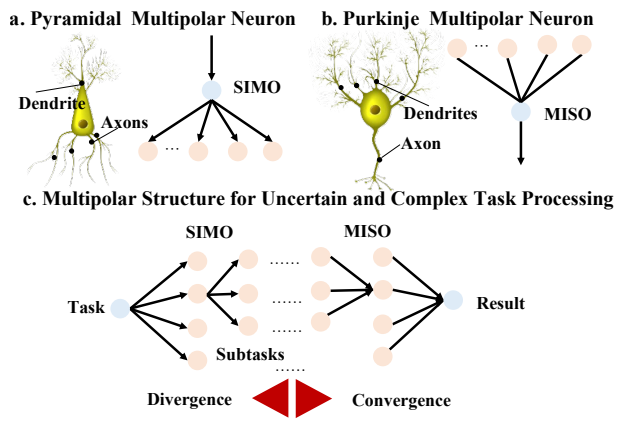 a. Pyramidal Multipolar Neuron
Dendrite
Axons
SIMO
...
b. Purkinje Multipolar Neuron
...
Dendrites
MISO
Axon
c. Multipolar Structure for Uncertain and Complex Task Processing
SIMO
MISO
......
......
......
Task
Result
Subtasks
......
Divergence
Convergence